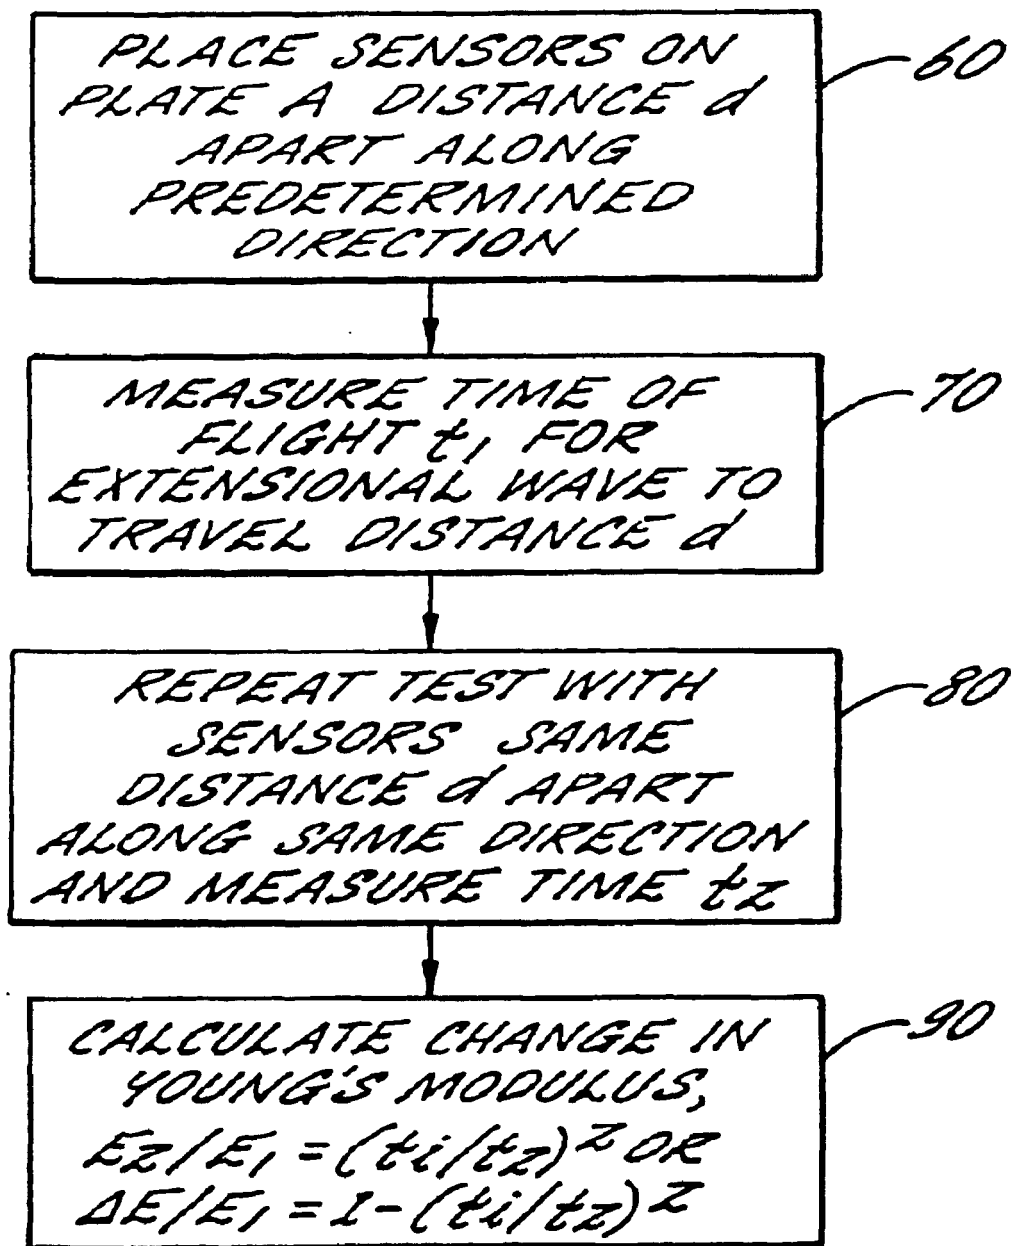 PLACE SENSORS ON
PLATE A DISTANCE d
APART ALONG
PREDETERMINED
DIRECTION
60
MEASURE TIME OF
FLIGHT t₁ FOR
EXTENSIONAL WAVE TO
TRAVEL DISTANCE d
70
REPEAT TEST WITH
SENSORS SAME
DISTANCE d APART
ALONG SAME DIRECTION
AND MEASURE TIME t2
80
CALCULATE CHANGE IN
YOUNG'S MODULUS,
E2/E₁ = (ti/t2)² OR
ΔE/E₁ = 1-(ti/t2)²
90